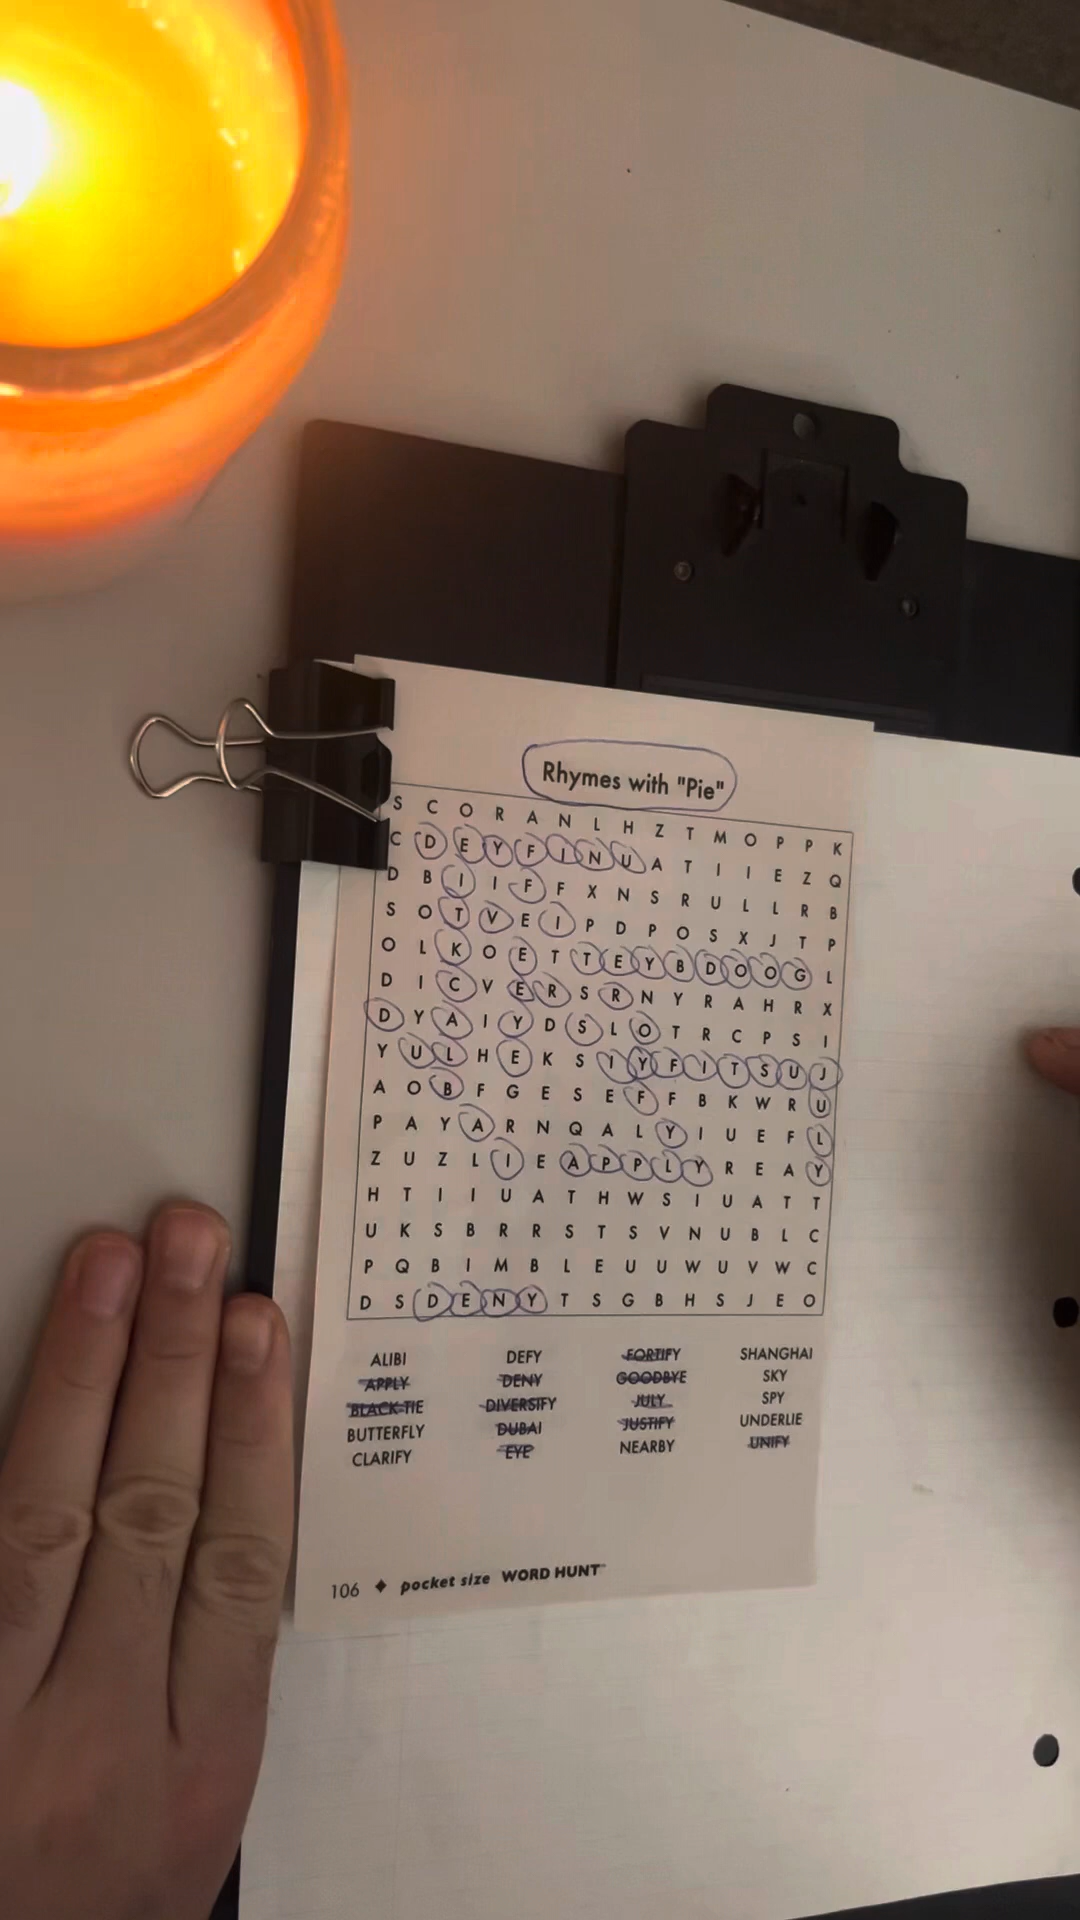 Rhymes with "Pie"
S C O R A N L H Z T M O P P K
C D E Y F I N U A T I I E Z Q
D B I I F F X N S R U L L R B
S O T V E I P D P O S X J T P
O L K O E T T E Y B D O O G L
D I C V E R S R N Y R A H R X
D Y A I Y D S L O T R C P S I
Y U L H E K S I Y F I T S U J
A O B F G E S E F F B K W R U
P A Y A R N Q A L Y I U E F L
Z U Z L I E A P P L Y R E A Y
H T I I U A T H W S I U A T T
U K S B R R S T S V N U B L C
P Q B I M B L E U U W U V W C
D S D E N Y T S G B H S J E O
ALIBI DEFY FORTIFY SHANGHAI
APPLY DENY GOODBYE SKY
BLACK TIE DIVERSIFY JULY SPY
BUTTERFLY DUBAI JUSTIFY UNDERLIE
CLARIFY EYE NEARBY UNIFY
106 ♦ pocket size WORD HUNT™